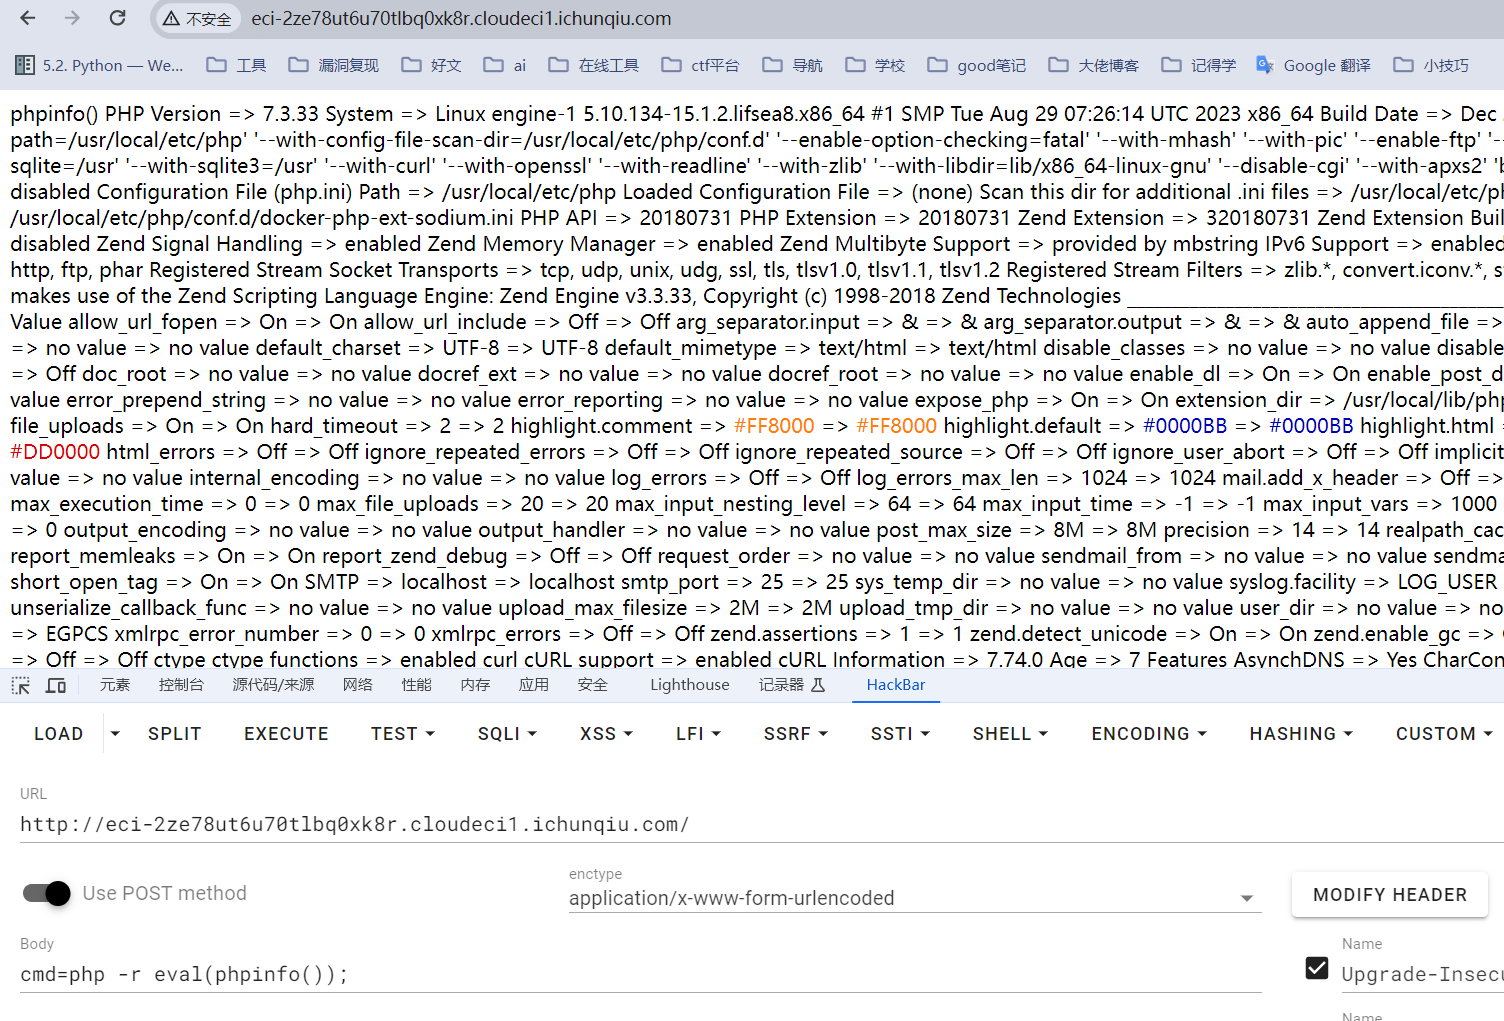 不安全 eci-2ze78ut6u70tlbq0xk8r.cloudeci1.ichunqiu.com
5.2. Python — We... 工具 漏洞复现 好文 ai 在线工具 ctf平台 导航 学校 good笔记 大佬博客 记得学 Google 翻译 小技巧
phpinfo() PHP Version => 7.3.33 System => Linux engine-1 5.10.134-15.1.2.lifsea8.x86_64 #1 SMP Tue Aug 29 07:26:14 UTC 2023 x86_64 Build Date => Dec
path=/usr/local/etc/php' '--with-config-file-scan-dir=/usr/local/etc/php/conf.d' '--enable-option-checking=fatal' '--with-mhash' '--with-pic' '--enable-ftp' '--
sqlite=/usr' '--with-sqlite3=/usr' '--with-curl' '--with-openssl' '--with-readline' '--with-zlib' '--with-libdir=lib/x86_64-linux-gnu' '--disable-cgi' '--with-apxs2' 'b
disabled Configuration File (php.ini) Path => /usr/local/etc/php Loaded Configuration File => (none) Scan this dir for additional .ini files => /usr/local/etc/ph
/usr/local/etc/php/conf.d/docker-php-ext-sodium.ini PHP API => 20180731 PHP Extension => 20180731 Zend Extension => 320180731 Zend Extension Buil
disabled Zend Signal Handling => enabled Zend Memory Manager => enabled Zend Multibyte Support => provided by mbstring IPv6 Support => enabled
http, ftp, phar Registered Stream Socket Transports => tcp, udp, unix, udg, ssl, tls, tlsv1.0, tlsv1.1, tlsv1.2 Registered Stream Filters => zlib.*, convert.iconv.*, s
makes use of the Zend Scripting Language Engine: Zend Engine v3.3.33, Copyright (c) 1998-2018 Zend Technologies
Value allow_url_fopen => On => On allow_url_include => Off => Off arg_separator.input => & => & arg_separator.output => & => & auto_append_file =>
=> no value => no value default_charset => UTF-8 => UTF-8 default_mimetype => text/html => text/html disable_classes => no value => no value disable
=> Off doc_root => no value => no value docref_ext => no value => no value docref_root => no value => no value enable_dl => On => On enable_post_d
value error_prepend_string => no value => no value error_reporting => no value => no value expose_php => On => On extension_dir => /usr/local/lib/php
file_uploads => On => On hard_timeout => 2 => 2 highlight.comment => #FF8000 => #FF8000 highlight.default => #0000BB => #0000BB highlight.html =
#DD0000 html_errors => Off => Off ignore_repeated_errors => Off => Off ignore_repeated_source => Off => Off ignore_user_abort => Off => Off implicit
value => no value internal_encoding => no value => no value log_errors => Off => Off log_errors_max_len => 1024 => 1024 mail.add_x_header => Off =>
max_execution_time => 0 => 0 max_file_uploads => 20 => 20 max_input_nesting_level => 64 => 64 max_input_time => -1 => -1 max_input_vars => 1000
=> 0 output_encoding => no value => no value output_handler => no value => no value post_max_size => 8M => 8M precision => 14 => 14 realpath_cac
report_memleaks => On => On report_zend_debug => Off => Off request_order => no value => no value sendmail_from => no value => no value sendma
short_open_tag => On => On SMTP => localhost => localhost smtp_port => 25 => 25 sys_temp_dir => no value => no value syslog.facility => LOG_USER
unserialize_callback_func => no value => no value upload_max_filesize => 2M => 2M upload_tmp_dir => no value => no value user_dir => no value => no
=> EGPCS xmlrpc_error_number => 0 => 0 xmlrpc_errors => Off => Off zend.assertions => 1 => 1 zend.detect_unicode => On => On zend.enable_gc =>
=> Off => Off ctype ctype functions => enabled curl cURL support => enabled cURL Information => 7.74.0 Age => 7 Features AsynchDNS => Yes CharCon
元素 控制台 源代码/来源 网络 性能 内存 应用 安全 Lighthouse 记录器 HackBar
LOAD SPLIT EXECUTE TEST SQLI XSS LFI SSRF SSTI SHELL ENCODING HASHING CUSTOM
URL
http://eci-2ze78ut6u70tlbq0xk8r.cloudeci1.ichunqiu.com/
Use POST method
enctype
application/x-www-form-urlencoded
MODIFY HEADER
Body
cmd=php -r eval(phpinfo());
Name
Upgrade-Insecu
Name